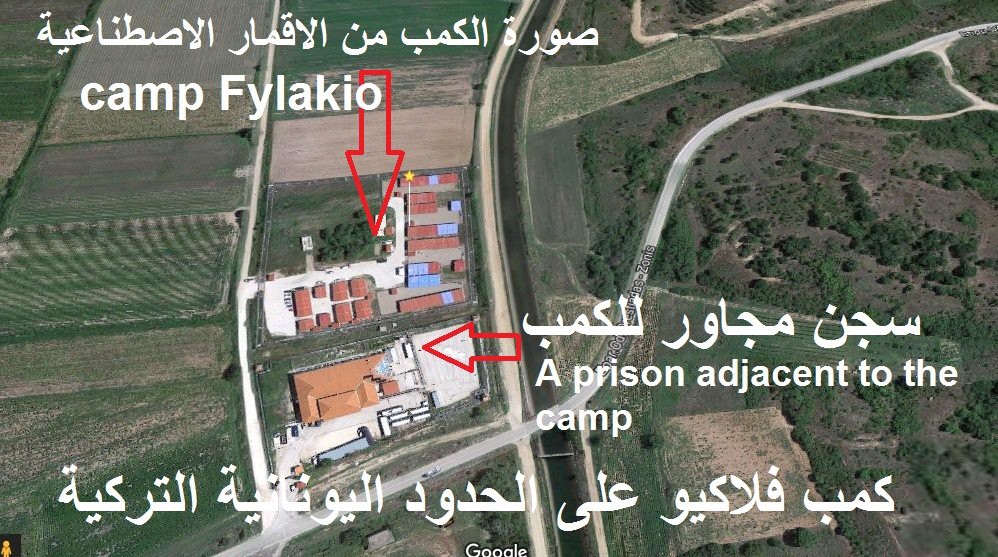 صورة الكمب من الاقمار الاصطناعية
camp Fylakio
سجن مجاور للكمب
A prison adjacent to the
camp
كمب فلاكيو على الحدود اليونانية التركية
Google